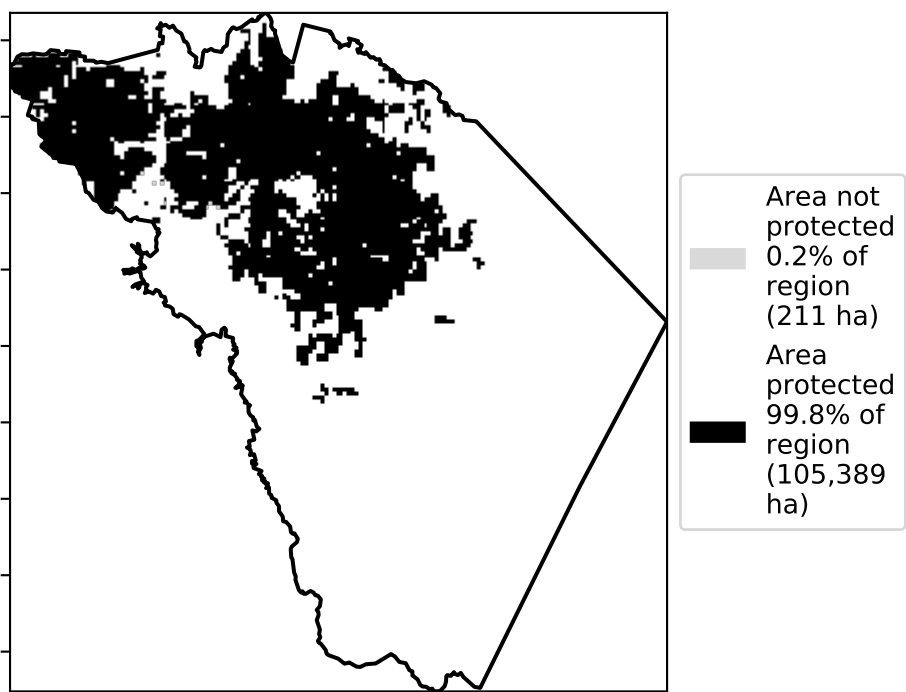 Area not
protected
0.2% of
region
(211 ha)
Area
protected
99.8% of
region
(105,389
ha)